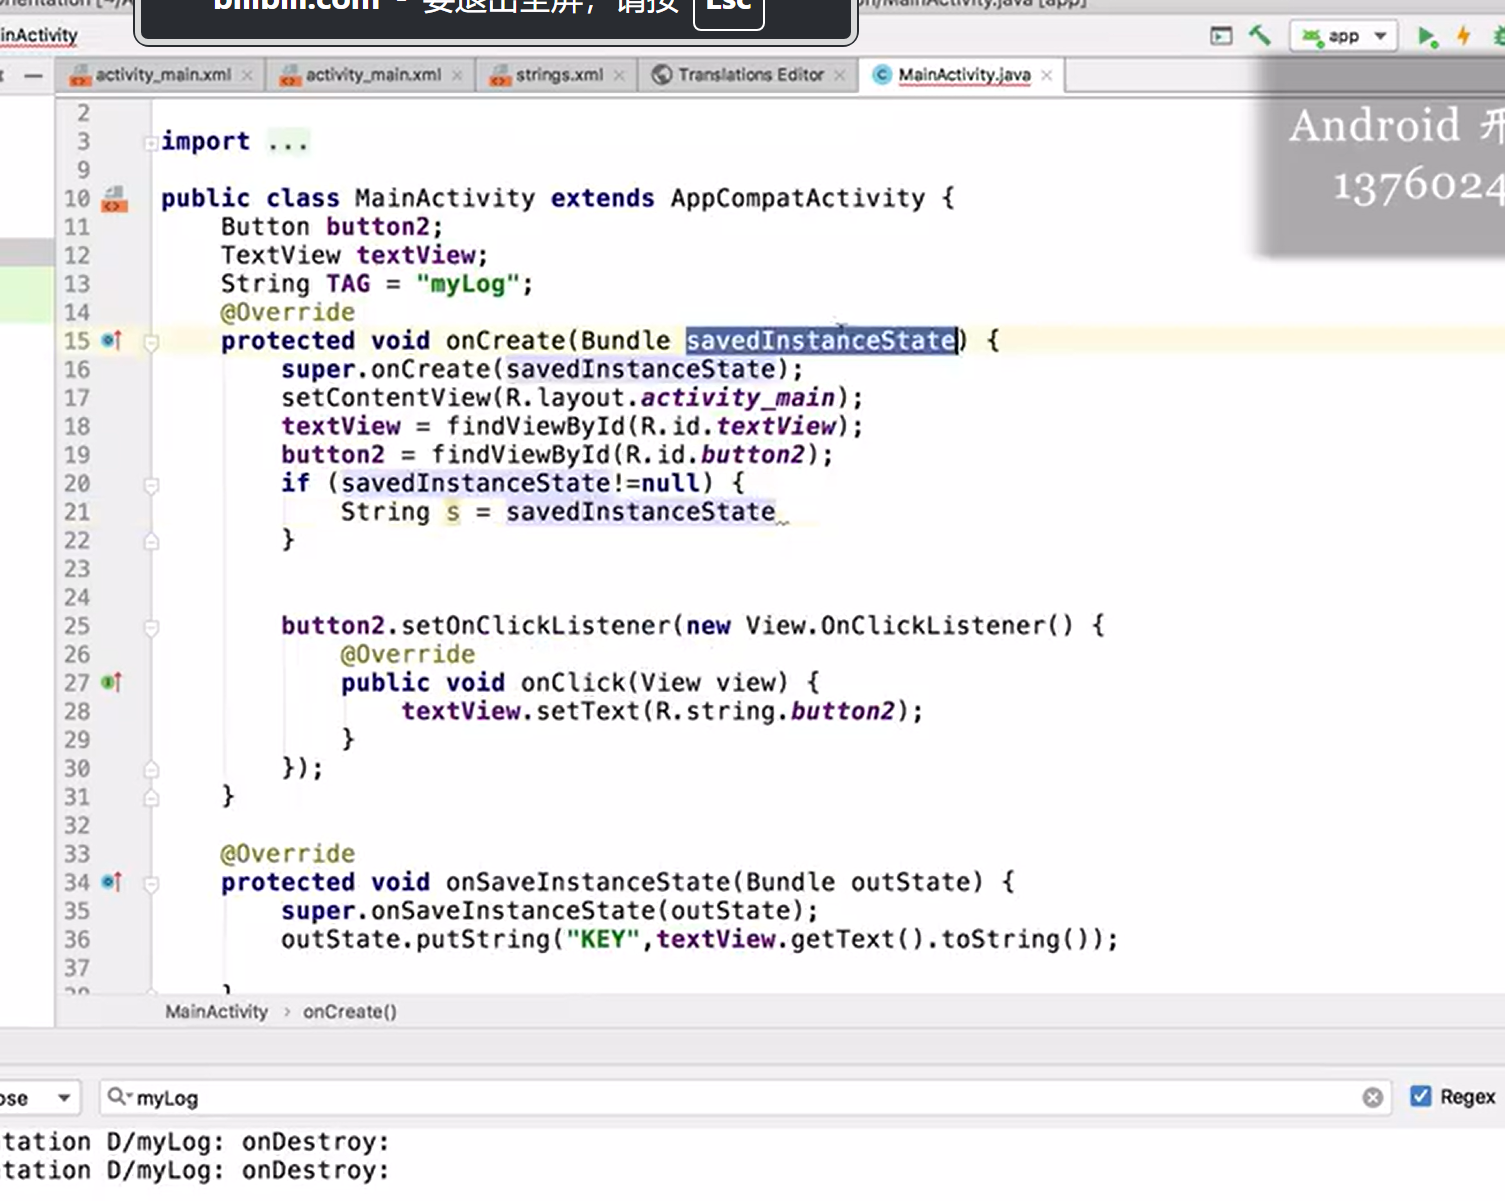 bilibili.com - 要退出全屏，请按 Esc
MainActivity.java [app]
inActivity
app
activity_main.xml
activity_main.xml
strings.xml
Translations Editor
MainActivity.java
Android 开
1376024
2
3 import ...
9
10 public class MainActivity extends AppCompatActivity {
11 Button button2;
12 TextView textView;
13 String TAG = "myLog";
14 @Override
15 protected void onCreate(Bundle savedInstanceState) {
16 super.onCreate(savedInstanceState);
17 setContentView(R.layout.activity_main);
18 textView = findViewById(R.id.textView);
19 button2 = findViewById(R.id.button2);
20 if (savedInstanceState!=null) {
21 String s = savedInstanceState
22 }
23
24
25 button2.setOnClickListener(new View.OnClickListener() {
26 @Override
27 public void onClick(View view) {
28 textView.setText(R.string.button2);
29 }
30 });
31 }
32
33 @Override
34 protected void onSaveInstanceState(Bundle outState) {
35 super.onSaveInstanceState(outState);
36 outState.putString("KEY",textView.getText().toString());
37
38 }
MainActivity › onCreate()
ose
myLog
Regex
tation D/myLog: onDestroy:
tation D/myLog: onDestroy: